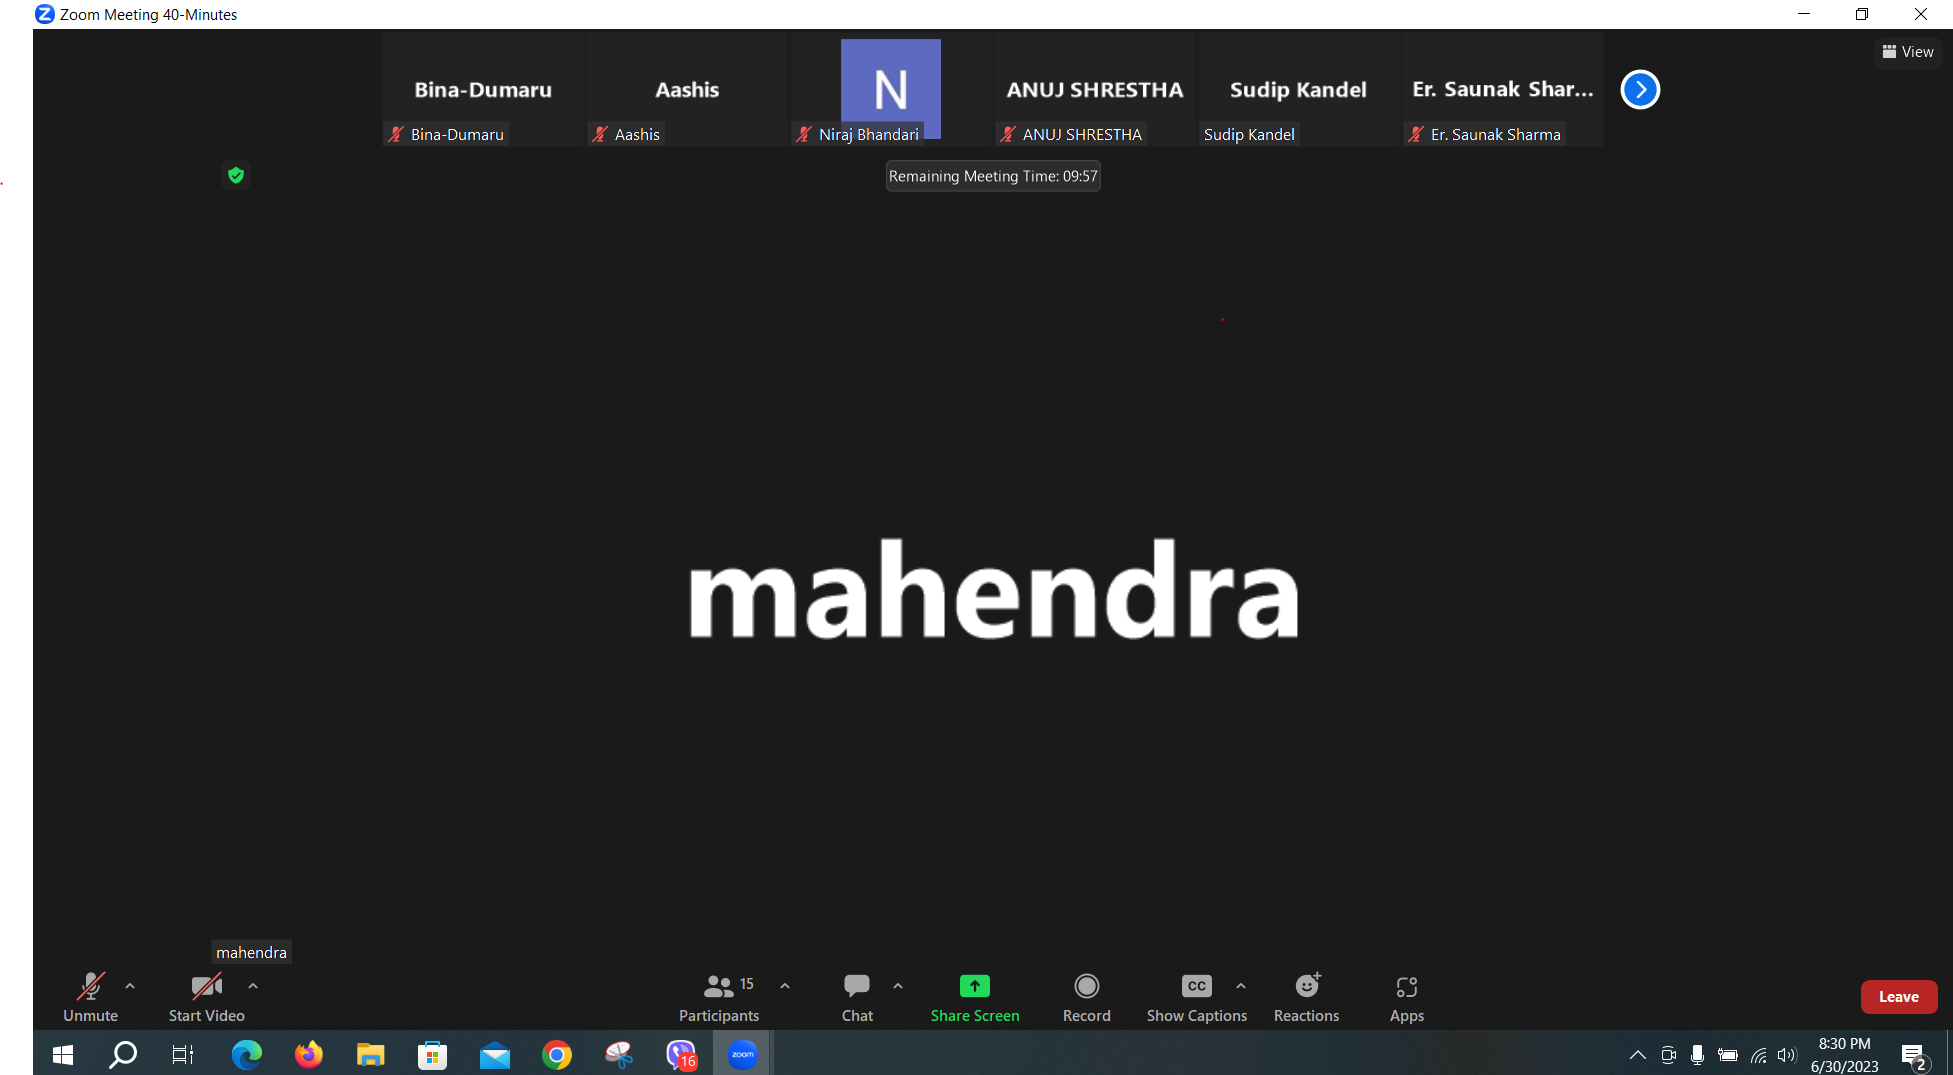 Zoom Meeting 40-Minutes
View
Bina-Dumaru
Aashis
N
ANUJ SHRESTHA
Sudip Kandel
Er. Saunak Shar...
Bina-Dumaru
Aashis
Niraj Bhandari
ANUJ SHRESTHA
Sudip Kandel
Er. Saunak Sharma
Remaining Meeting Time: 09:57
mahendra
mahendra
15
CC
Unmute
Start Video
Participants
Chat
Share Screen
Record
Show Captions
Reactions
Apps
Leave
16
zoom
8:30 PM
6/30/2023
2